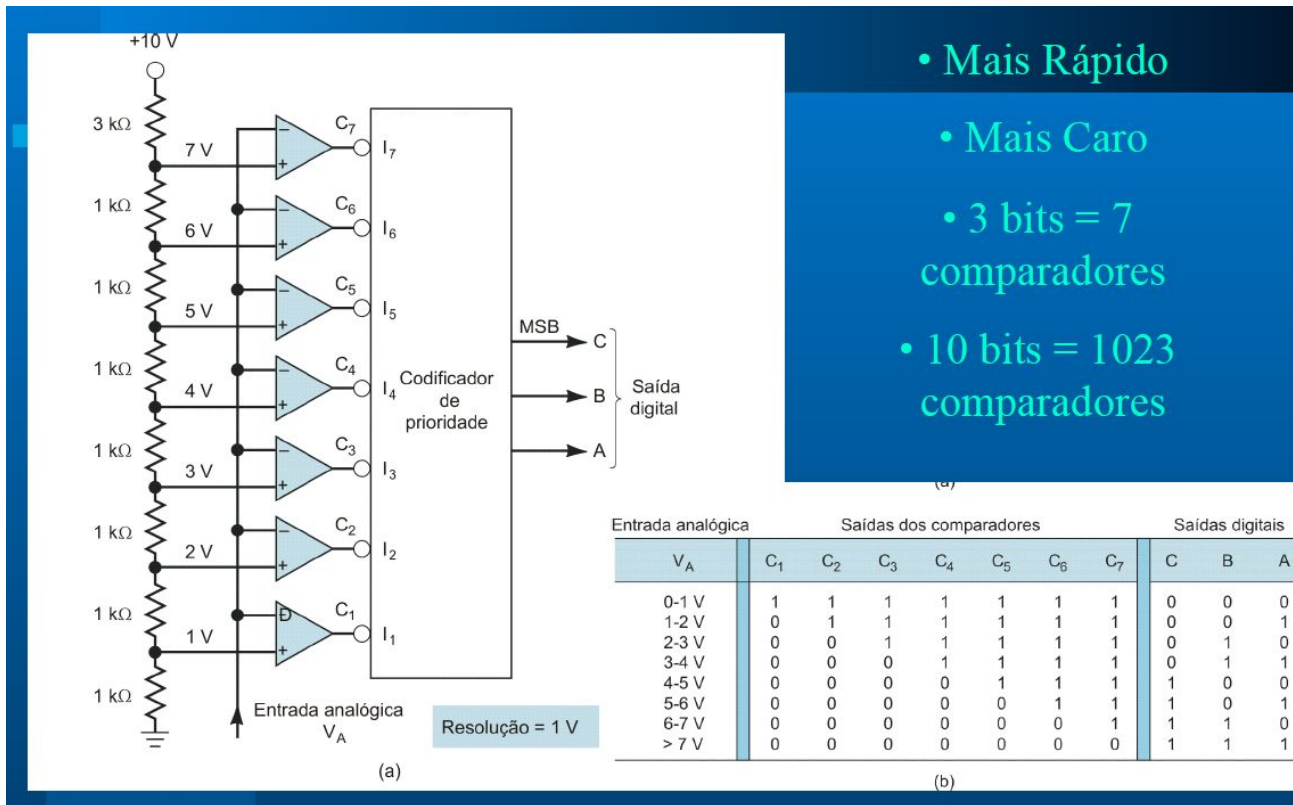 +10 V
3 kΩ
7 V
C₇
I₇
1 kΩ
6 V
C₆
I₆
1 kΩ
5 V
C₅
I₅
1 kΩ
4 V
C₄
I₄
1 kΩ
3 V
C₃
I₃
1 kΩ
2 V
C₂
I₂
1 kΩ
1 V
C₁
I₁
1 kΩ
− +
− +
− +
− +
− +
− +
D +
Codificador
de
prioridade
MSB
C
B
A
Saída
digital
Entrada analógica
V_A
Resolução = 1 V
(a)
• Mais Rápido
• Mais Caro
• 3 bits = 7
comparadores
• 10 bits = 1023
comparadores
(a)
Entrada analógica Saídas dos comparadores Saídas digitais
V_A C₁ C₂ C₃ C₄ C₅ C₆ C₇ C B A
0-1 V 1 1 1 1 1 1 1 0 0 0
1-2 V 0 1 1 1 1 1 1 0 0 1
2-3 V 0 0 1 1 1 1 1 0 1 0
3-4 V 0 0 0 1 1 1 1 0 1 1
4-5 V 0 0 0 0 1 1 1 1 0 0
5-6 V 0 0 0 0 0 1 1 1 0 1
6-7 V 0 0 0 0 0 0 1 1 1 0
> 7 V 0 0 0 0 0 0 0 1 1 1
(b)